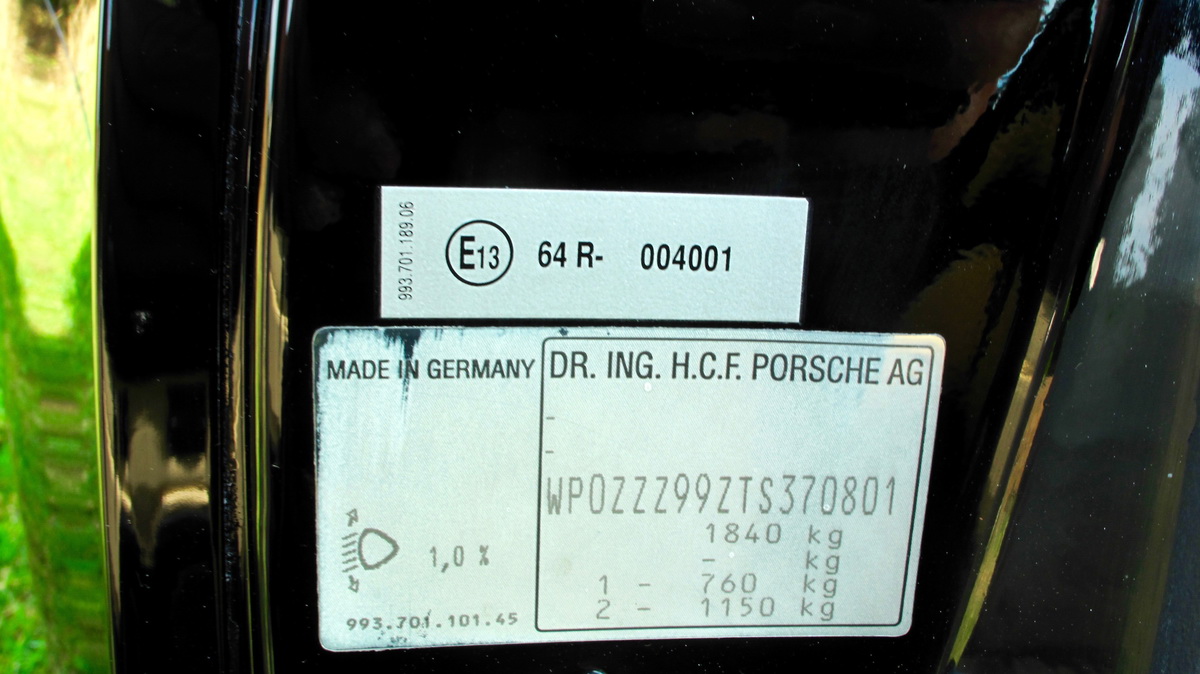 993.701.189.06
E13 64 R- 004001
MADE IN GERMANY
DR. ING. H.C.F. PORSCHE AG
-
-
WP0ZZZ99ZTS370801
1840 kg
- kg
1 - 760 kg
2 - 1150 kg
1,0 %
993.701.101.45